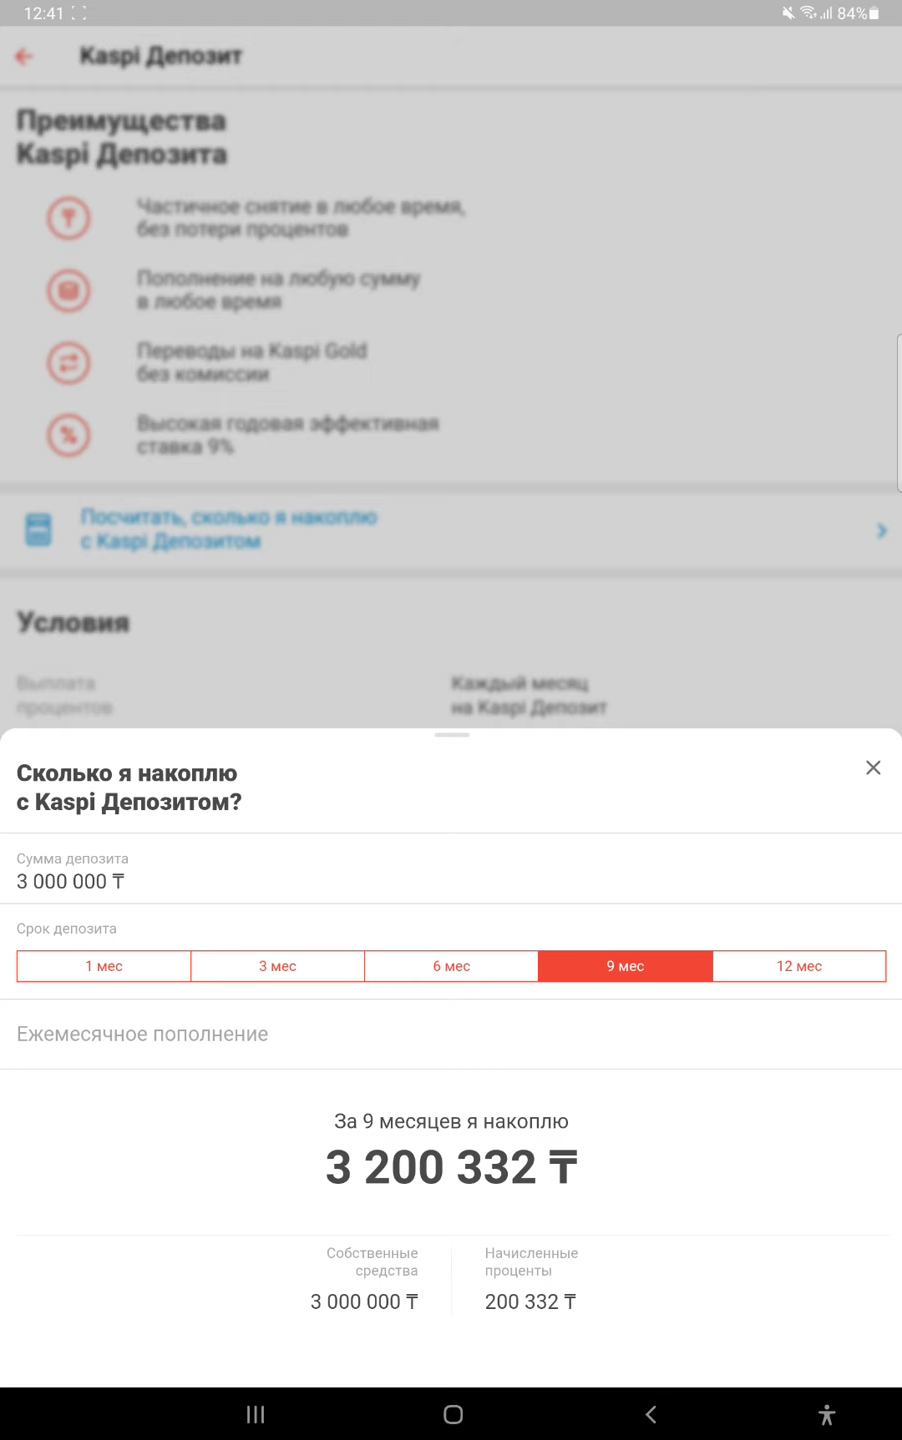 12:41
84%
Kaspi Депозит
Преимущества
Kaspi Депозита
Частичное снятие в любое время,
без потери процентов
Пополнение на любую сумму
в любое время
Переводы на Kaspi Gold
без комиссии
Высокая годовая эффективная
ставка 9%
Посчитать, сколько я накоплю
с Kaspi Депозитом
Условия
Выплата
процентов
Каждый месяц
на Kaspi Депозит
Сколько я накоплю
с Kaspi Депозитом?
Сумма депозита
3 000 000 ₸
Срок депозита
1 мес
3 мес
6 мес
9 мес
12 мес
Ежемесячное пополнение
За 9 месяцев я накоплю
3 200 332 ₸
Собственные
средства
3 000 000 ₸
Начисленные
проценты
200 332 ₸